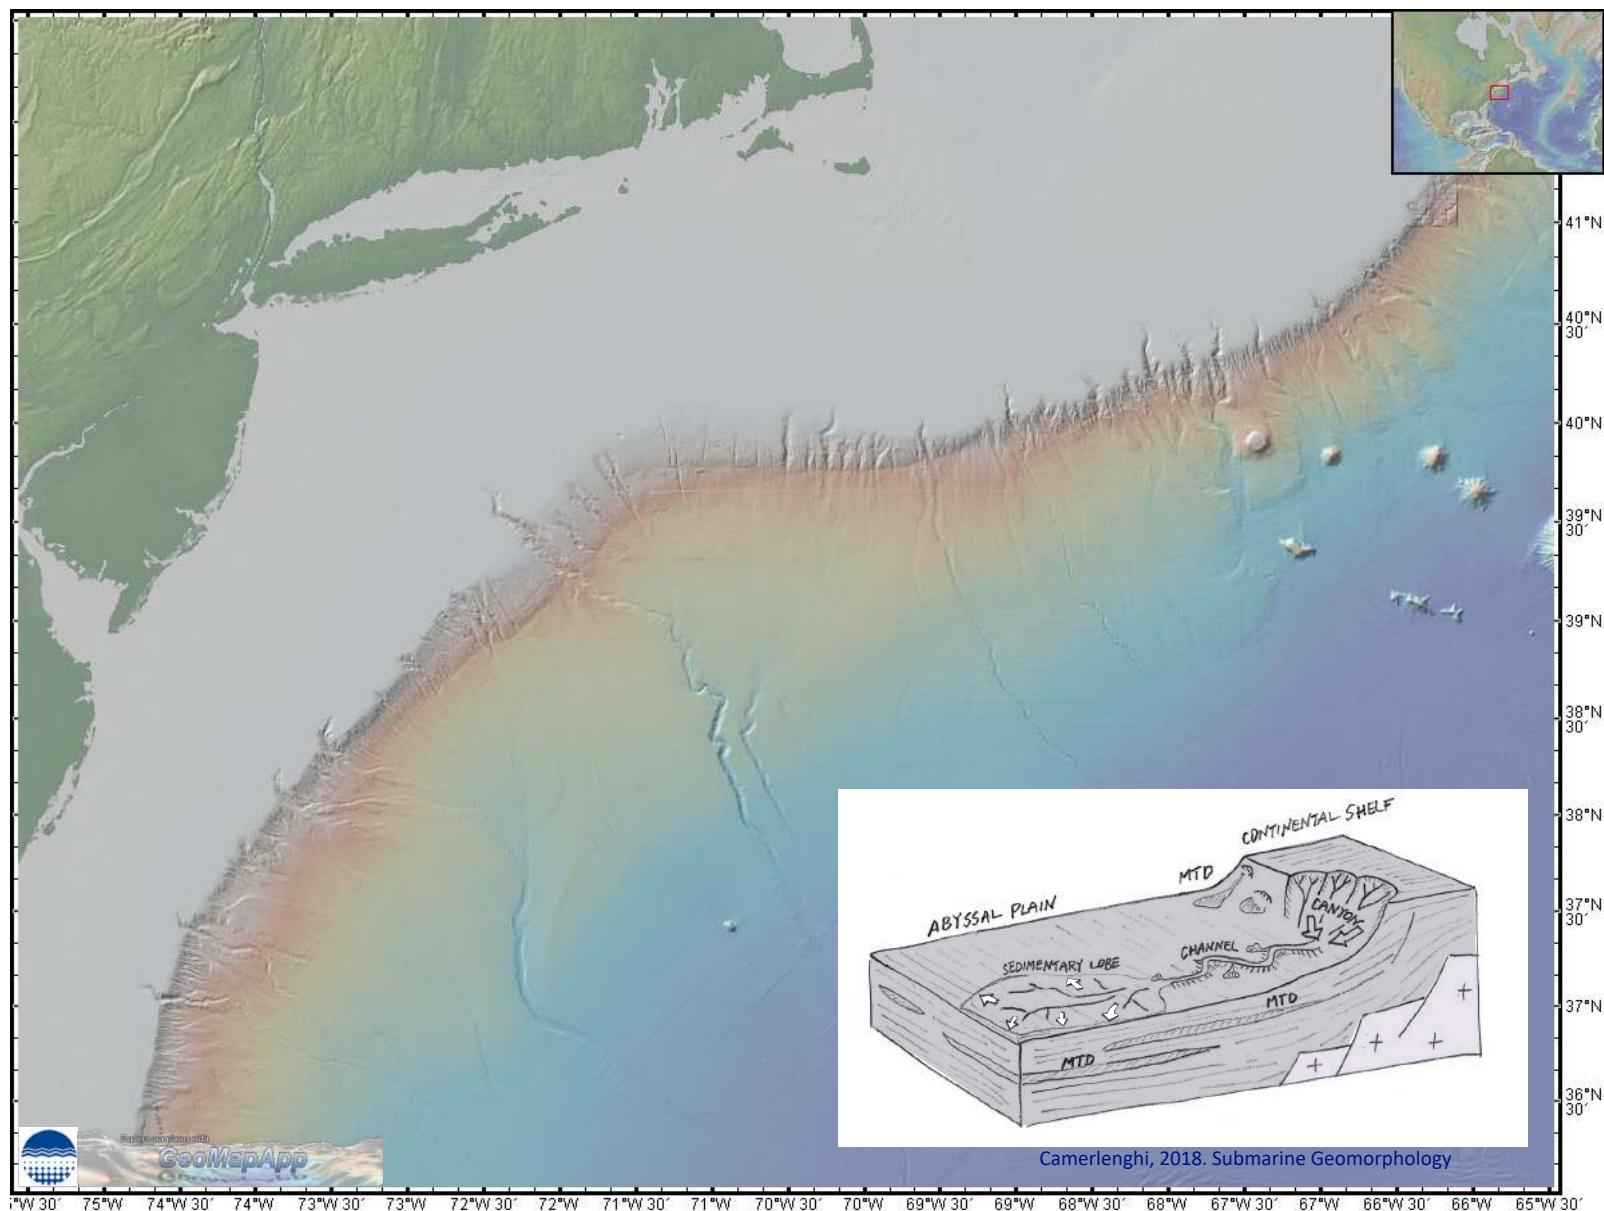 41°N
40°N
30´
40°N
39°N
30´
39°N
38°N
30´
38°N
37°N
30´
37°N
36°N
30´
CONTINENTAL SHELF
MTD
CANYON
ABYSSAL PLAIN
CHANNEL
SEDIMENTARY LOBE
MTD
MTD
Camerlenghi, 2018. Submarine Geomorphology
GeoMapApp
°W 30´ 75°W 74°W 30´ 74°W 73°W 30´ 73°W 72°W 30´ 72°W 71°W 30´ 71°W 70°W 30´ 70°W 69°W 30´ 69°W 68°W 30´ 68°W 67°W 30´ 67°W 66°W 30´ 66°W 65°W 30´